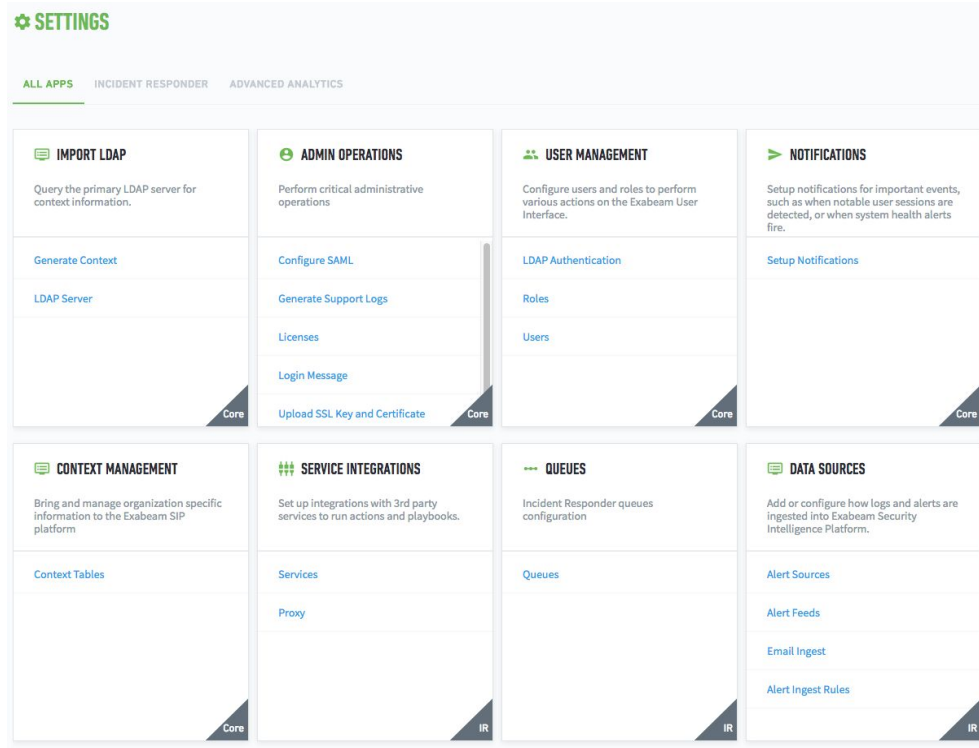 SETTINGS
ALL APPS
INCIDENT RESPONDER
ADVANCED ANALYTICS
IMPORT LDAP
Query the primary LDAP server for
context information.
Generate Context
LDAP Server
Core
ADMIN OPERATIONS
Perform critical administrative
operations
Configure SAML
Generate Support Logs
Licenses
Login Message
Upload SSL Key and Certificate
Core
USER MANAGEMENT
Configure users and roles to perform
various actions on the Exabeam User
Interface.
LDAP Authentication
Roles
Users
Core
NOTIFICATIONS
Setup notifications for important events,
such as when notable user sessions are
detected, or when system health alerts
fire.
Setup Notifications
Core
CONTEXT MANAGEMENT
Bring and manage organization specific
information to the Exabeam SIP
platform
Context Tables
Core
SERVICE INTEGRATIONS
Set up integrations with 3rd party
services to run actions and playbooks.
Services
Proxy
IR
QUEUES
Incident Responder queues
configuration
Queues
IR
DATA SOURCES
Add or configure how logs and alerts are
ingested into Exabeam Security
Intelligence Platform.
Alert Sources
Alert Feeds
Email Ingest
Alert Ingest Rules
IR